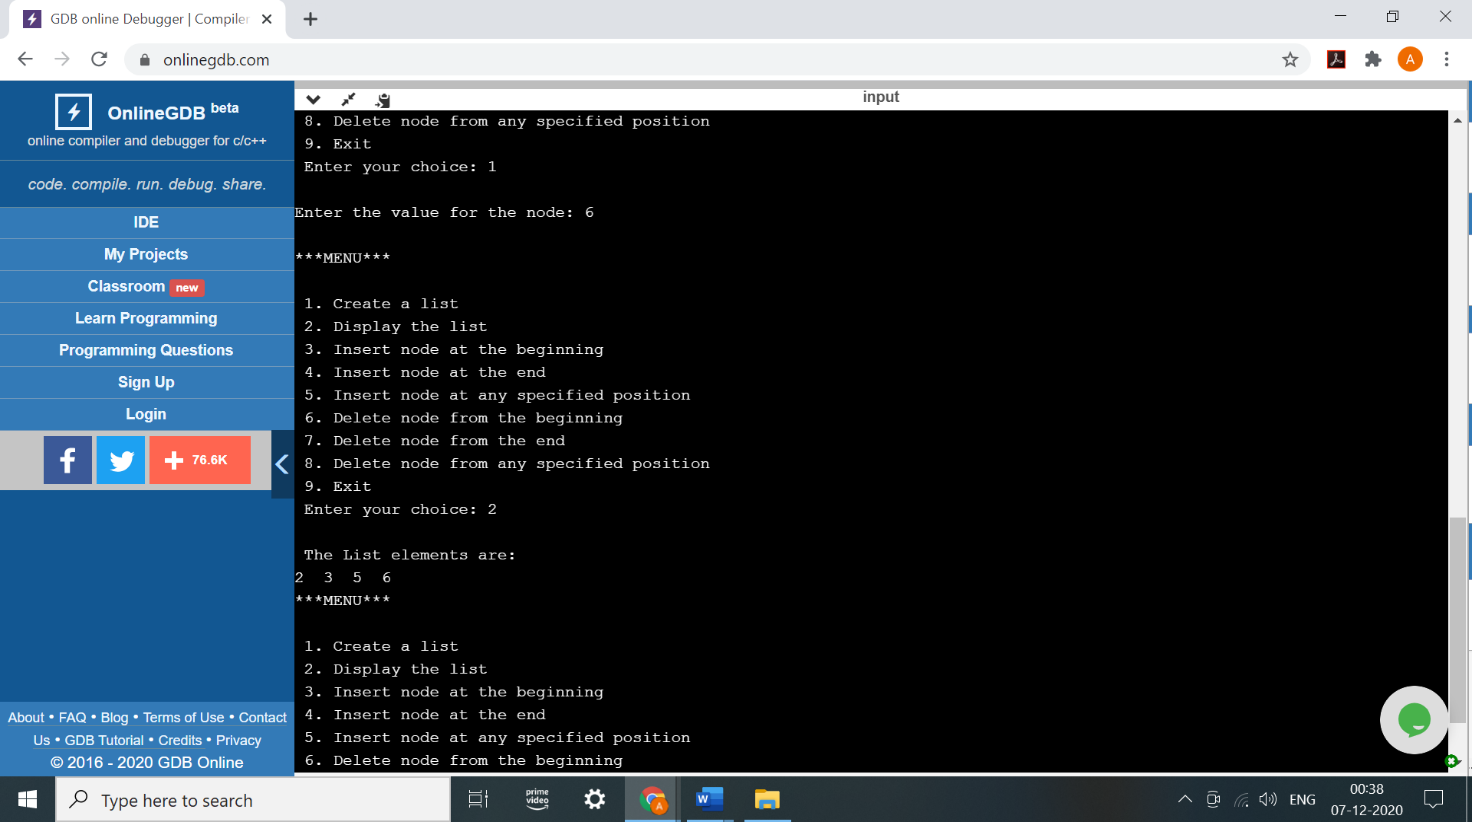 GDB online Debugger | Compiler
onlinegdb.com
A
OnlineGDB beta
online compiler and debugger for c/c++
code. compile. run. debug. share.
IDE
My Projects
Classroom new
Learn Programming
Programming Questions
Sign Up
Login
76.6K
About • FAQ • Blog • Terms of Use • Contact
Us • GDB Tutorial • Credits • Privacy
© 2016 - 2020 GDB Online
input
8. Delete node from any specified position
9. Exit
Enter your choice: 1
Enter the value for the node: 6
***MENU***
1. Create a list
2. Display the list
3. Insert node at the beginning
4. Insert node at the end
5. Insert node at any specified position
6. Delete node from the beginning
7. Delete node from the end
8. Delete node from any specified position
9. Exit
Enter your choice: 2
The List elements are:
2 3 5 6
***MENU***
1. Create a list
2. Display the list
3. Insert node at the beginning
4. Insert node at the end
5. Insert node at any specified position
6. Delete node from the beginning
Type here to search
prime
video
A
W
ENG
00:38
07-12-2020